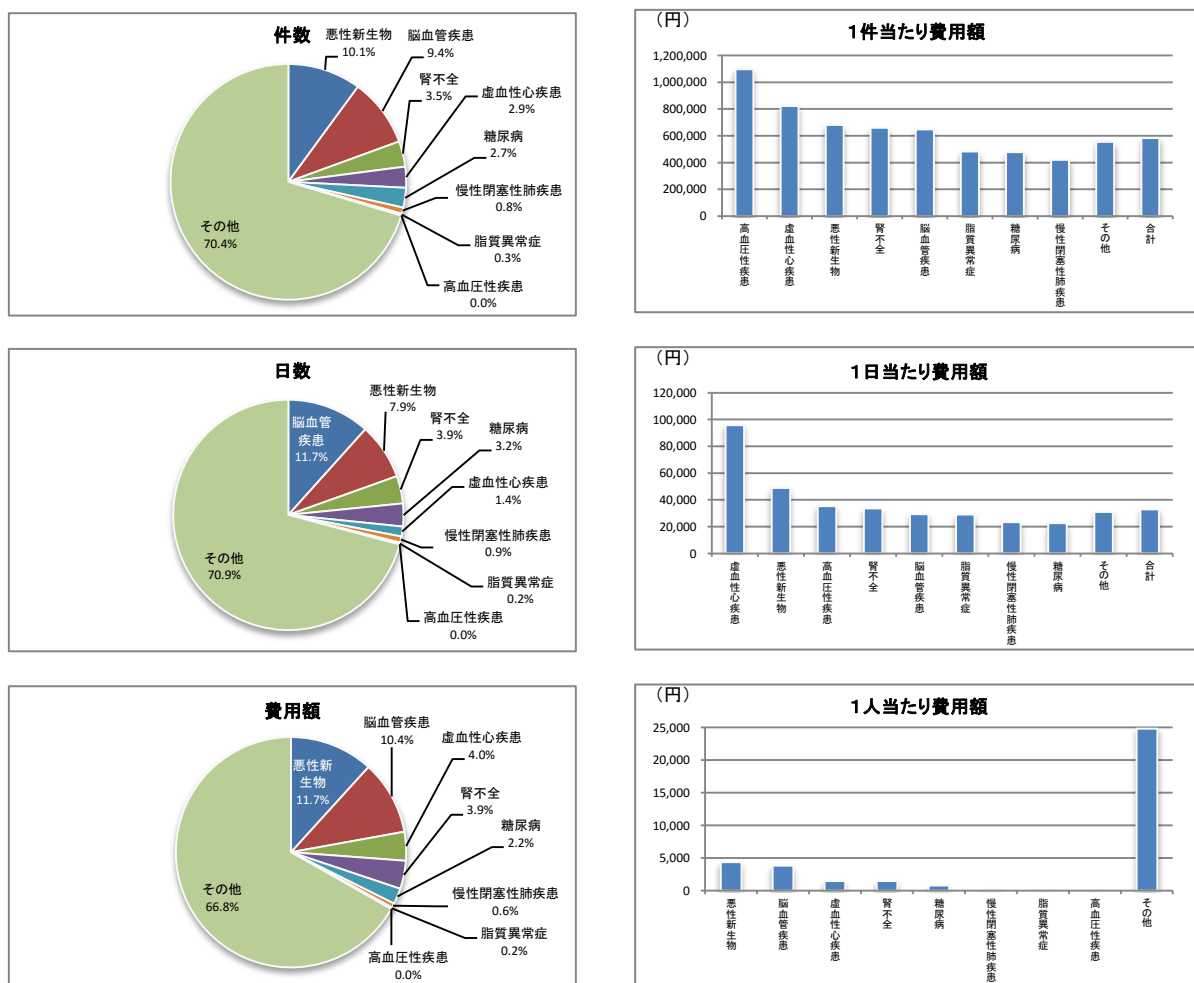 件数
悪性新生物
10.1%
脳血管疾患
9.4%
腎不全
3.5%
虚血性心疾患
2.9%
糖尿病
2.7%
慢性閉塞性肺疾患
0.8%
脂質異常症
0.3%
高血圧性疾患
0.0%
その他
70.4%
(円)
1件当たり費用額
1,200,000
1,000,000
800,000
600,000
400,000
200,000
0
高血圧性疾患
虚血性心疾患
悪性新生物
腎不全
脳血管疾患
脂質異常症
糖尿病
慢性閉塞性肺疾患
その他
合計
日数
脳血管
疾患
11.7%
悪性新生物
7.9%
腎不全
3.9%
糖尿病
3.2%
虚血性心疾患
1.4%
慢性閉塞性肺疾患
0.9%
脂質異常症
0.2%
高血圧性疾患
0.0%
その他
70.9%
(円)
1日当たり費用額
120,000
100,000
80,000
60,000
40,000
20,000
0
虚血性心疾患
悪性新生物
高血圧性疾患
腎不全
脳血管疾患
脂質異常症
慢性閉塞性肺疾患
糖尿病
その他
合計
費用額
悪性新
生物
11.7%
脳血管疾患
10.4%
虚血性心疾患
4.0%
腎不全
3.9%
糖尿病
2.2%
慢性閉塞性肺疾患
0.6%
脂質異常症
0.2%
高血圧性疾患
0.0%
その他
66.8%
(円)
1人当たり費用額
25,000
20,000
15,000
10,000
5,000
0
悪性新生物
脳血管疾患
虚血性心疾患
腎不全
糖尿病
慢性閉塞性肺疾患
脂質異常症
高血圧性疾患
その他